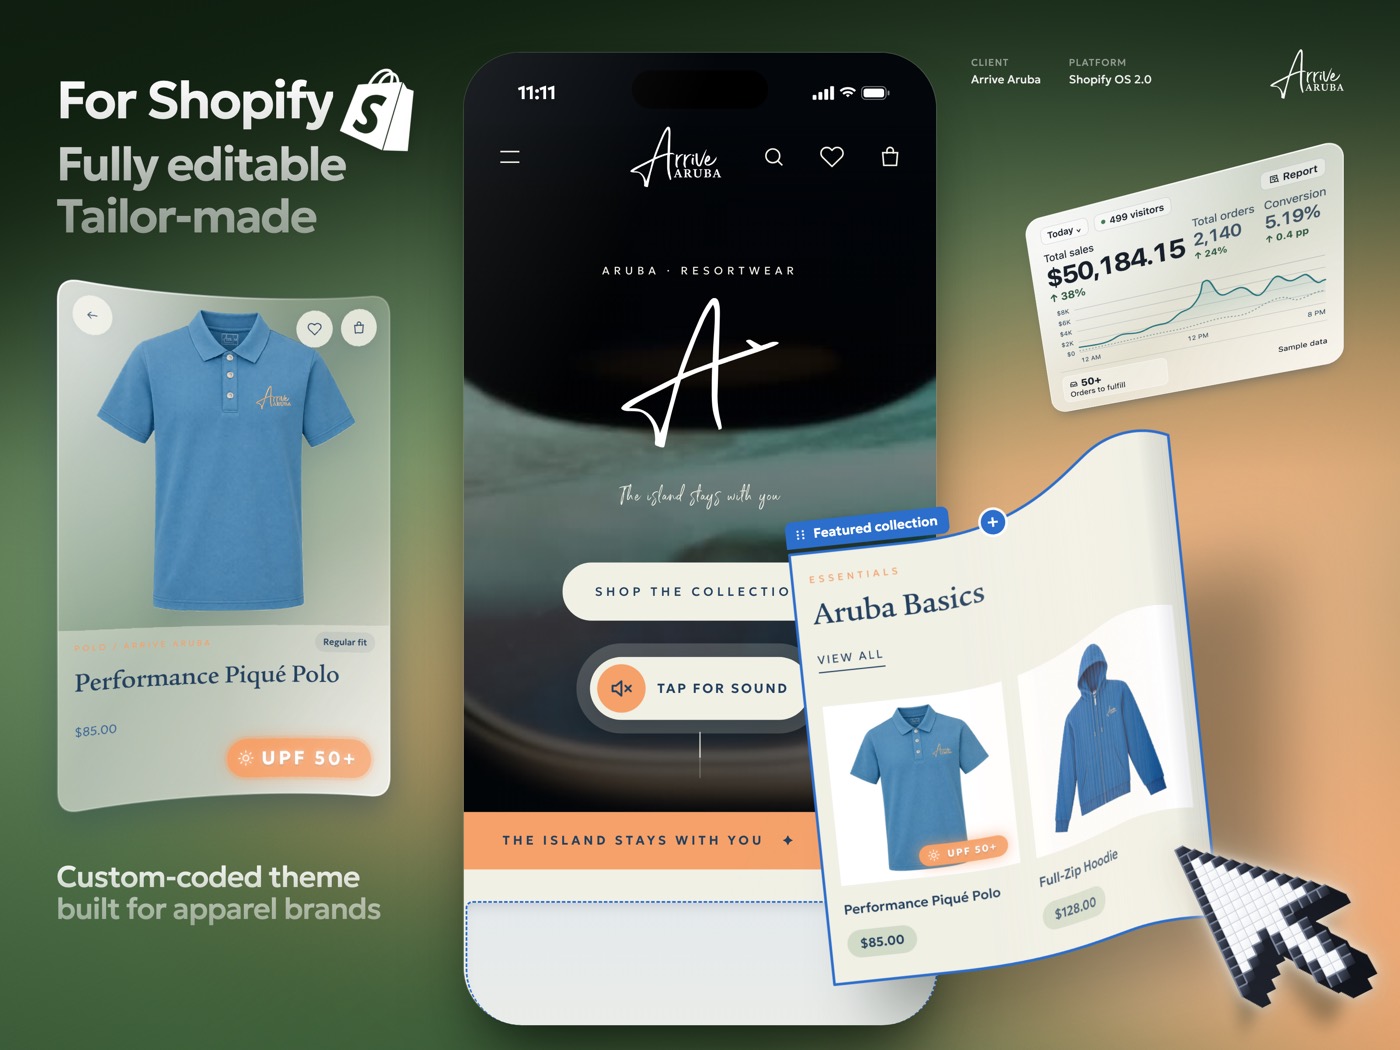 For Shopify
S
Fully editable
Tailor-made
Arrive
ARUBA
POLO / ARRIVE ARUBA
Regular fit
Performance Piqué Polo
$85.00
UPF 50+
Custom-coded theme
built for apparel brands
11:11
Arrive
ARUBA
ARUBA · RESORTWEAR
A
The island stays with you
SHOP THE COLLECTIO
TAP FOR SOUND
THE ISLAND STAYS WITH YOU ✦
CLIENT
Arrive Aruba
PLATFORM
Shopify OS 2.0
Arrive
ARUBA
Today
499 visitors
Report
Total sales
$50,184.15
↑ 38%
Total orders
2,140
↑ 24%
Conversion
5.19%
↑ 0.4 pp
$8K
$6K
$4K
$2K
$0
12 AM
12 PM
8 PM
50+
Orders to fulfill
Sample data
Featured collection
ESSENTIALS
Aruba Basics
VIEW ALL
UPF 50+
Performance Piqué Polo
$85.00
Full-Zip Hoodie
$128.00